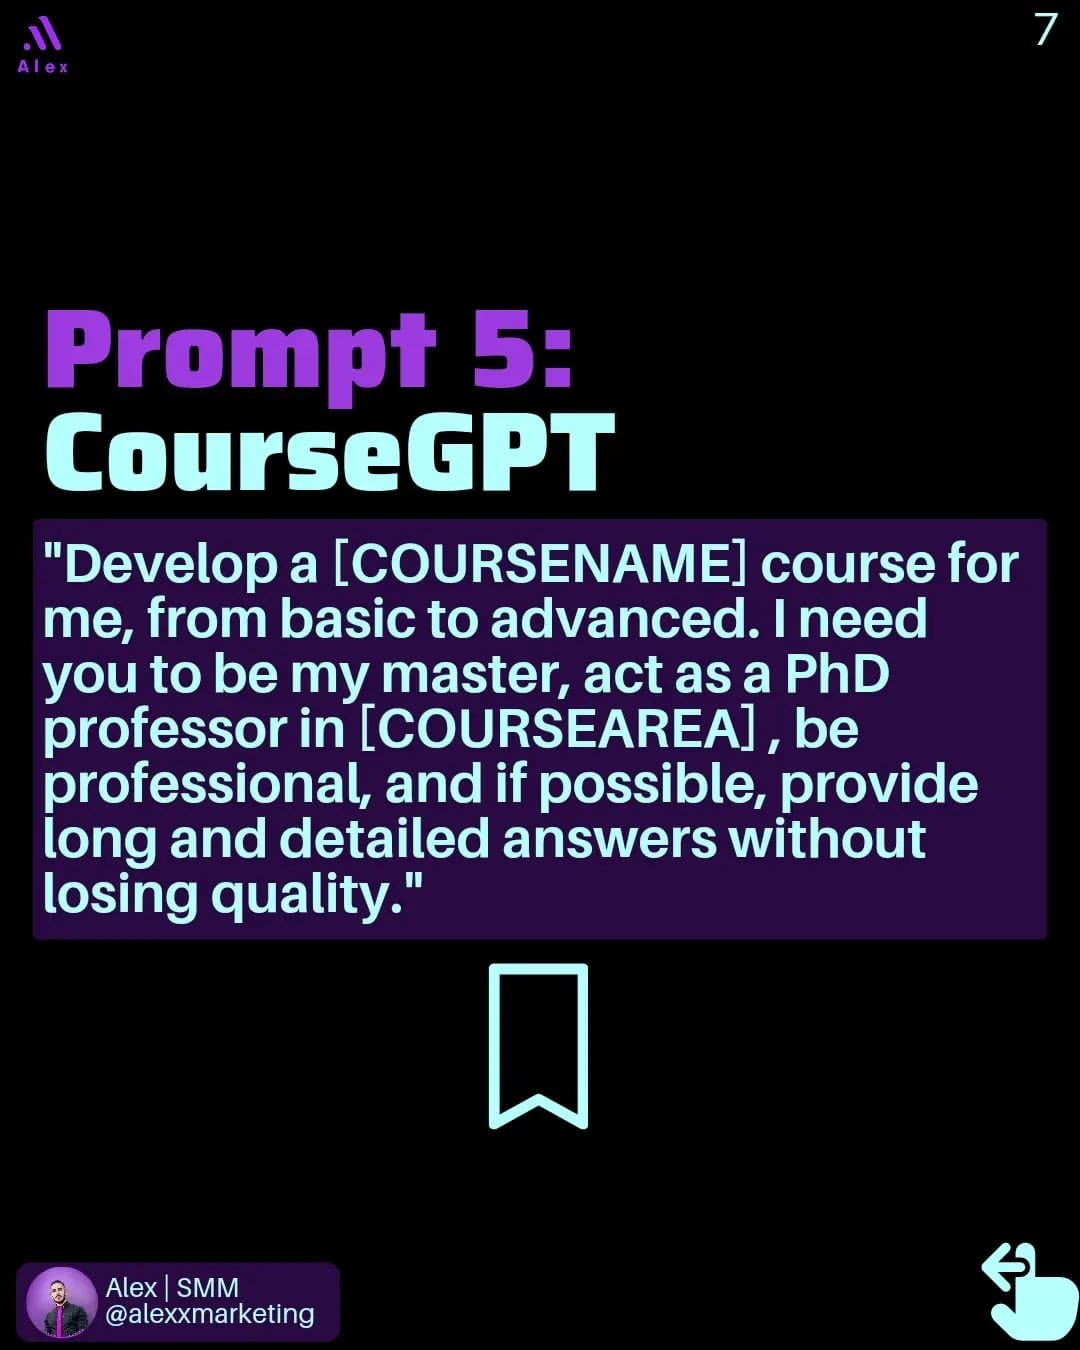 Alex
7
Prompt 5:
CourseGPT
"Develop a [COURSENAME] course for
me, from basic to advanced. I need
you to be my master, act as a PhD
professor in [COURSEAREA] , be
professional, and if possible, provide
long and detailed answers without
losing quality."
Alex | SMM
@alexxmarketing